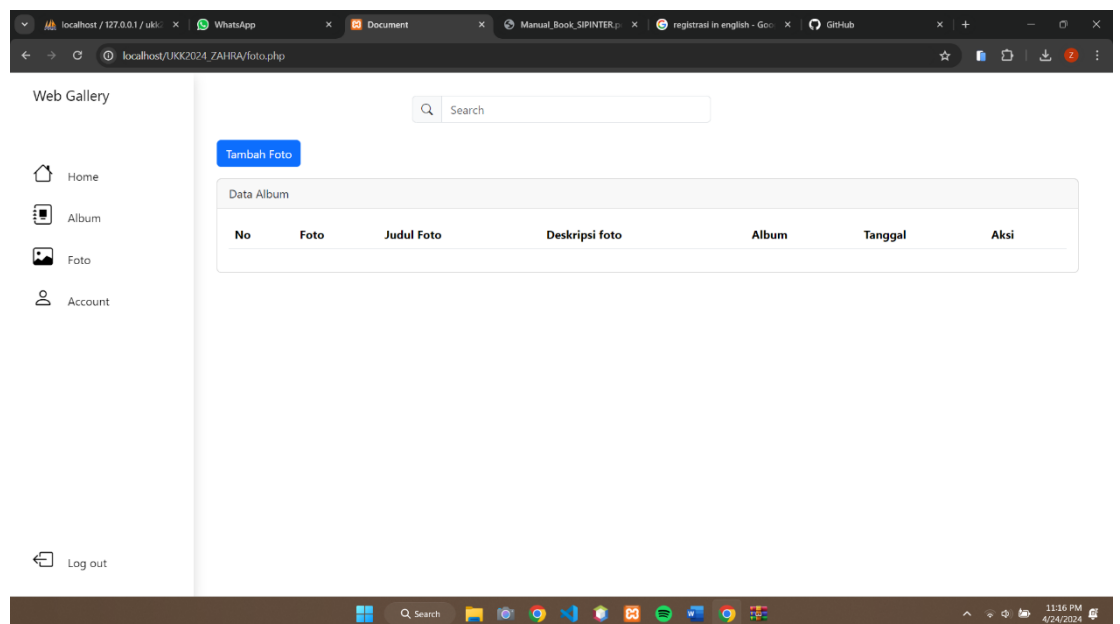 localhost / 127.0.0.1 / ukk2
WhatsApp
Document
Manual_Book_SIPINTER.p
registrasi in english - Goo
GitHub
localhost/UKK2024_ZAHRA/foto.php
Z
Web Gallery
Search
Tambah Foto
Home
Data Album
Album
No Foto Judul Foto Deskripsi foto Album Tanggal Aksi
Foto
Account
Log out
Search
11:16 PM
4/24/2024